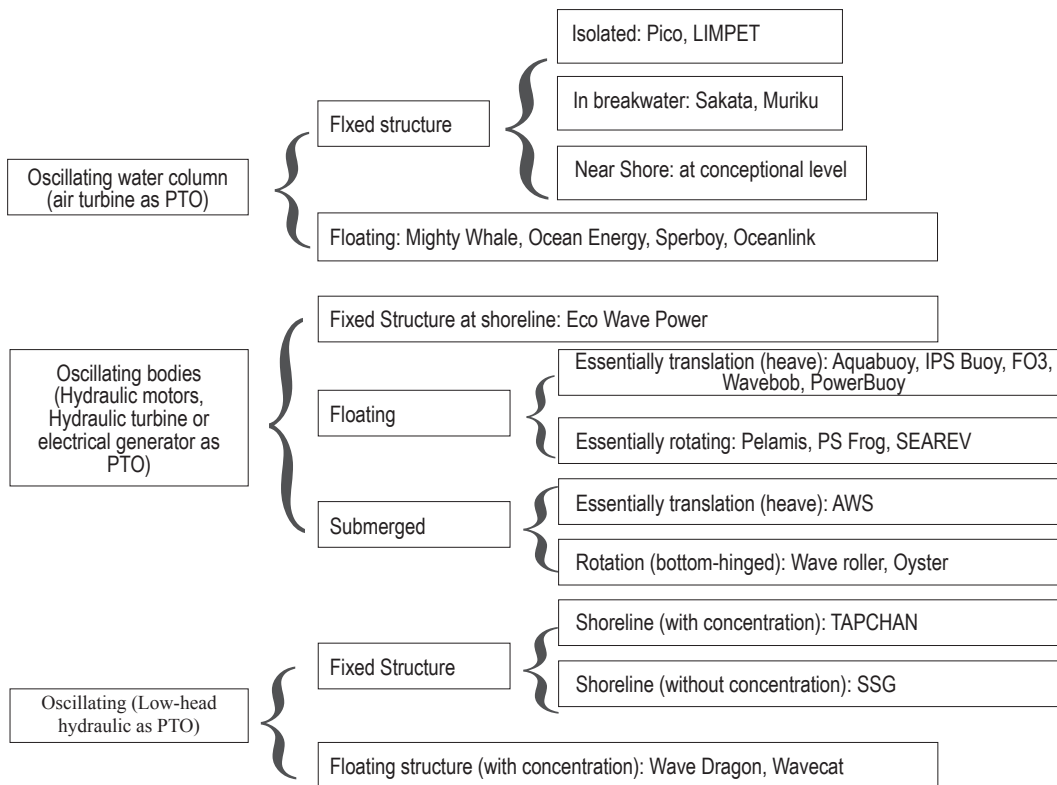 Isolated: Pico, LIMPET
FIxed structure
In breakwater: Sakata, Muriku
Near Shore: at conceptional level
Oscillating water column
(air turbine as PTO)
Floating: Mighty Whale, Ocean Energy, Sperboy, Oceanlink
Fixed Structure at shoreline: Eco Wave Power
Oscillating bodies
(Hydraulic motors,
Hydraulic turbine or
electrical generator as
PTO)
Floating
Essentially translation (heave): Aquabuoy, IPS Buoy, FO3,
Wavebob, PowerBuoy
Essentially rotating: Pelamis, PS Frog, SEAREV
Submerged
Essentially translation (heave): AWS
Rotation (bottom-hinged): Wave roller, Oyster
Oscillating (Low-head
hydraulic as PTO)
Fixed Structure
Shoreline (with concentration): TAPCHAN
Shoreline (without concentration): SSG
Floating structure (with concentration): Wave Dragon, Wavecat